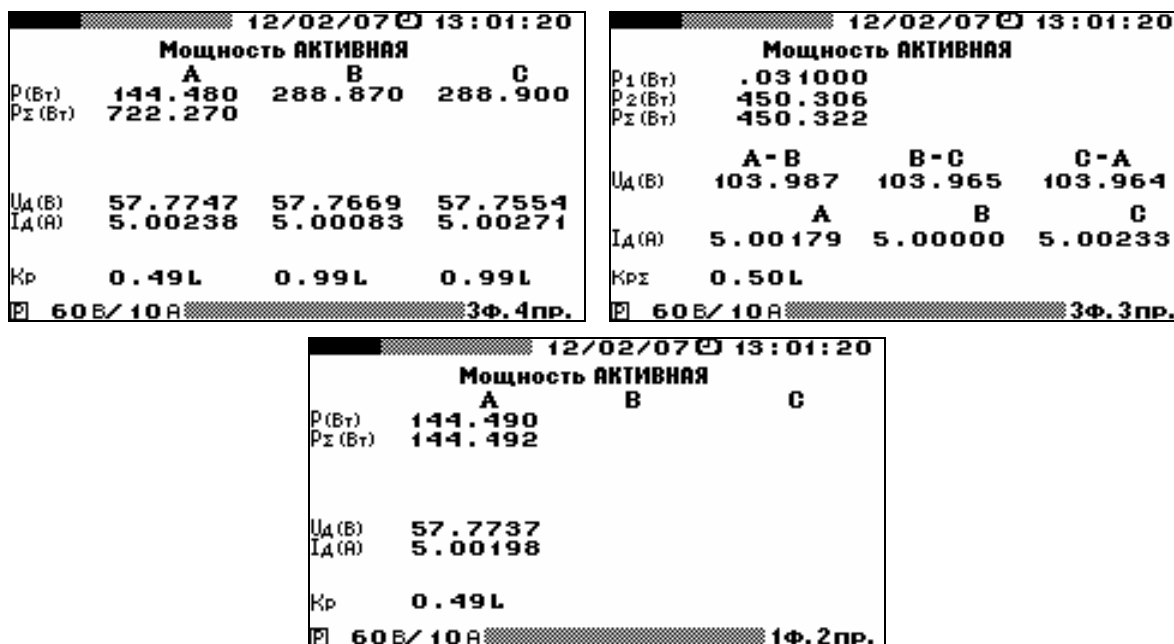 12/02/07 13:01:20
Мощность АКТИВНАЯ
A B C
P(Вт) 144.480 288.870 288.900
PΣ(Вт) 722.270
Uд(В) 57.7747 57.7669 57.7554
Iд(А) 5.00238 5.00083 5.00271
Кр 0.49L 0.99L 0.99L
P 60В/10А 3Ф.4пр.
12/02/07 13:01:20
Мощность АКТИВНАЯ
P1(Вт) .031000
P2(Вт) 450.306
PΣ(Вт) 450.322
A-B B-C C-A
Uд(В) 103.987 103.965 103.964
A B C
Iд(А) 5.00179 5.00000 5.00233
КрΣ 0.50L
P 60В/10А 3Ф.3пр.
12/02/07 13:01:20
Мощность АКТИВНАЯ
A B C
P(Вт) 144.490
PΣ(Вт) 144.492
Uд(В) 57.7737
Iд(А) 5.00198
Кр 0.49L
P 60В/10А 1Ф.2пр.